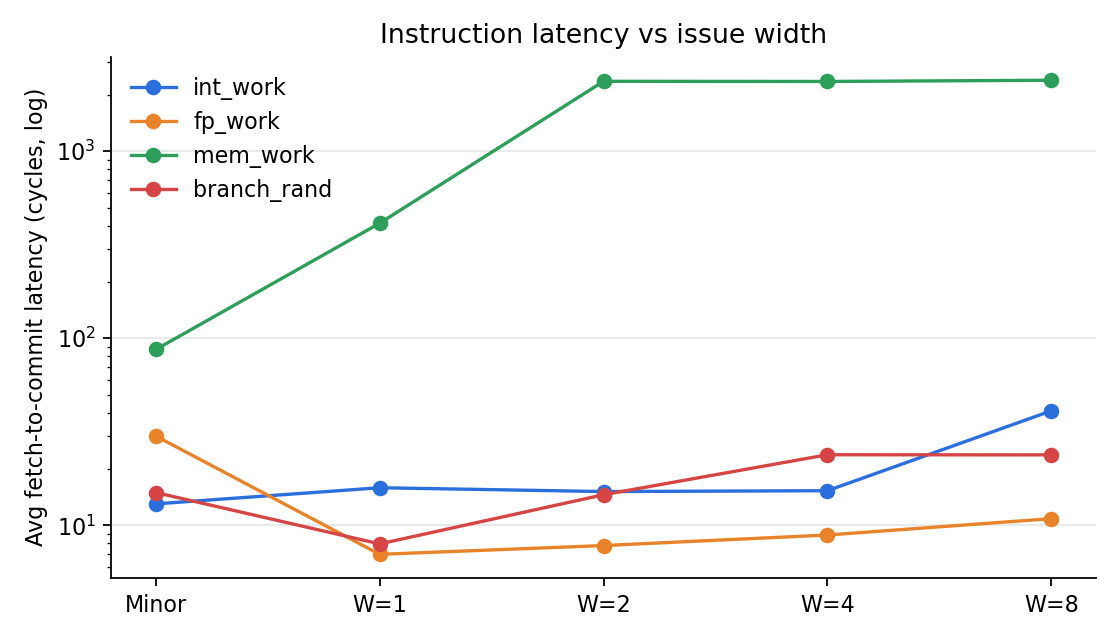 Instruction latency vs issue width
int_work
fp_work
mem_work
branch_rand
Avg fetch-to-commit latency (cycles, log)
10³
10²
10¹
Minor W=1 W=2 W=4 W=8